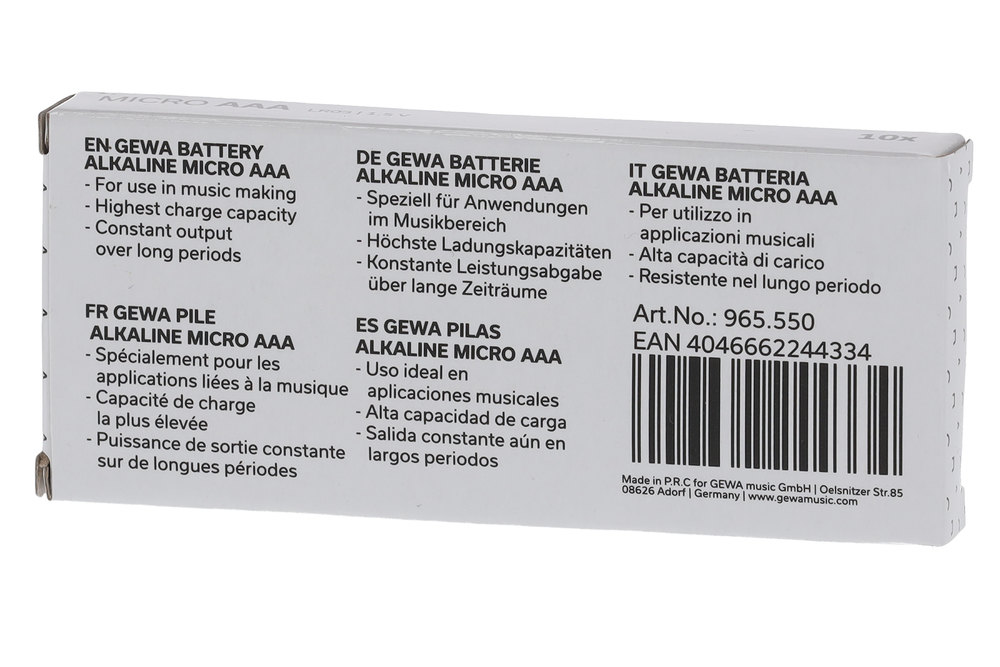 MICRO AAA LR03 | 1.5 V
10x
EN GEWA BATTERY
ALKALINE MICRO AAA
- For use in music making
- Highest charge capacity
- Constant output
over long periods
DE GEWA BATTERIE
ALKALINE MICRO AAA
- Speziell für Anwendungen
im Musikbereich
- Höchste Ladungskapazitäten
- Konstante Leistungsabgabe
über lange Zeiträume
IT GEWA BATTERIA
ALKALINE MICRO AAA
- Per utilizzo in
applicazioni musicali
- Alta capacità di carico
- Resistente nel lungo periodo
FR GEWA PILE
ALKALINE MICRO AAA
- Spécialement pour les
applications liées à la musique
- Capacité de charge
la plus élevée
- Puissance de sortie constante
sur de longues périodes
ES GEWA PILAS
ALKALINE MICRO AAA
- Uso ideal en
aplicaciones musicales
- Alta capacidad de carga
- Salida constante aún en
largos periodos
Art.No.: 965.550
EAN 4046662244334
Made in P.R.C for GEWA music GmbH | Oelsnitzer Str.85
08626 Adorf | Germany | www.gewamusic.com